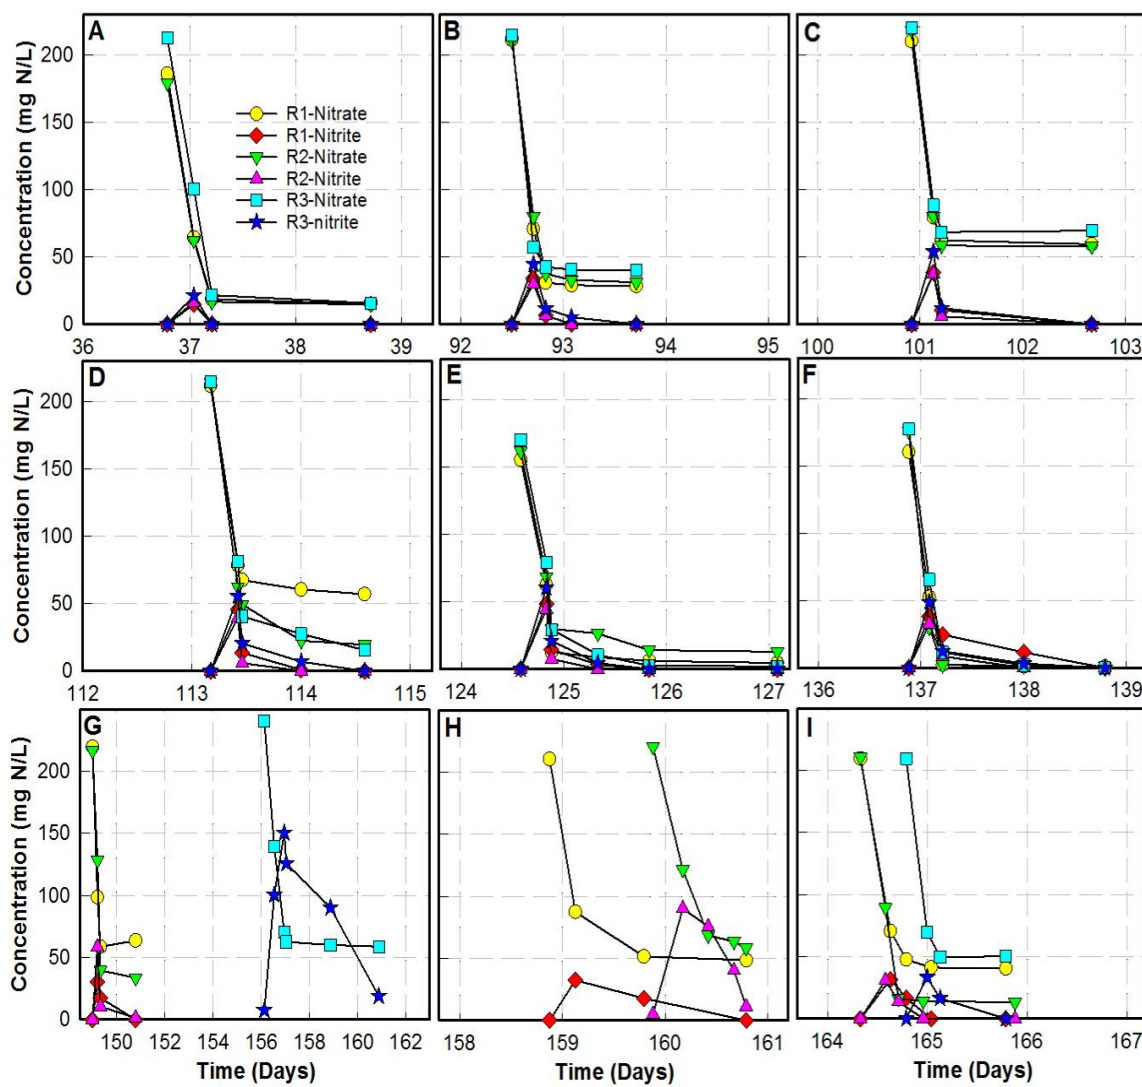 A
B
C
Concentration (mg N/L)
200
150
100
50
0
R1-Nitrate
R1-Nitrite
R2-Nitrate
R2-Nitrite
R3-Nitrate
R3-nitrite
36 37 38 39
92 93 94 95
100 101 102 103
D
E
F
Concentration (mg N/L)
200
150
100
50
0
112 113 114 115
124 125 126 127
136 137 138 139
G
H
I
Concentration (mg N/L)
200
150
100
50
0
150 152 154 156 158 160 162
158 159 160 161
164 165 166 167
Time (Days) Time (Days) Time (Days)